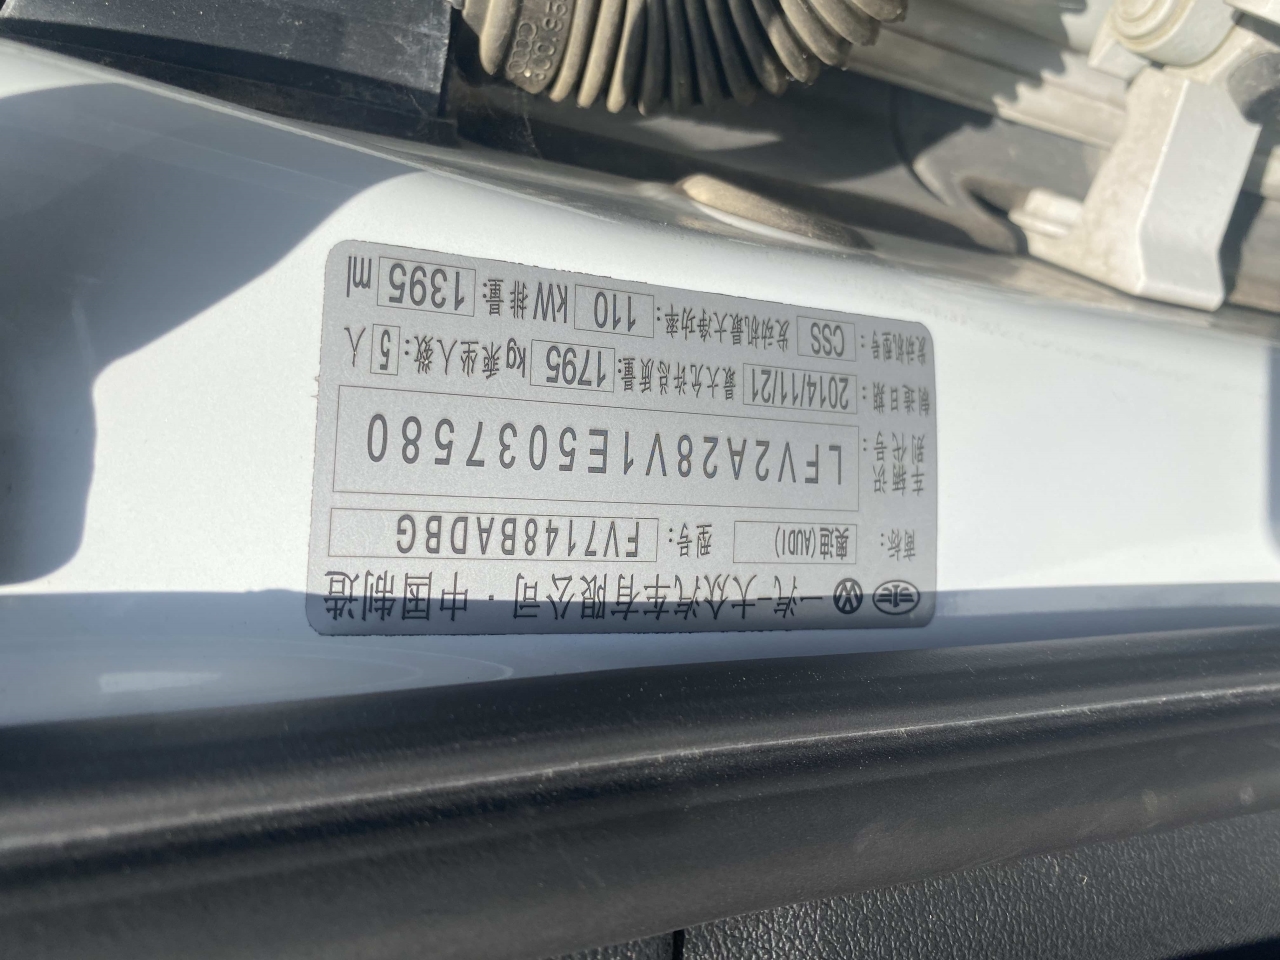 一汽-大众汽车有限公司 · 中国制造
商标: 奥迪(AUDI) 型号: FV7148BADBG
车辆识别代号: LFV2A28V1E5037580
制造日期: 2014/11/21 最大允许总质量: 1795 kg 乘坐人数: 5 人
发动机型号: CSS 发动机最大净功率: 110 kW 排量: 1395 ml